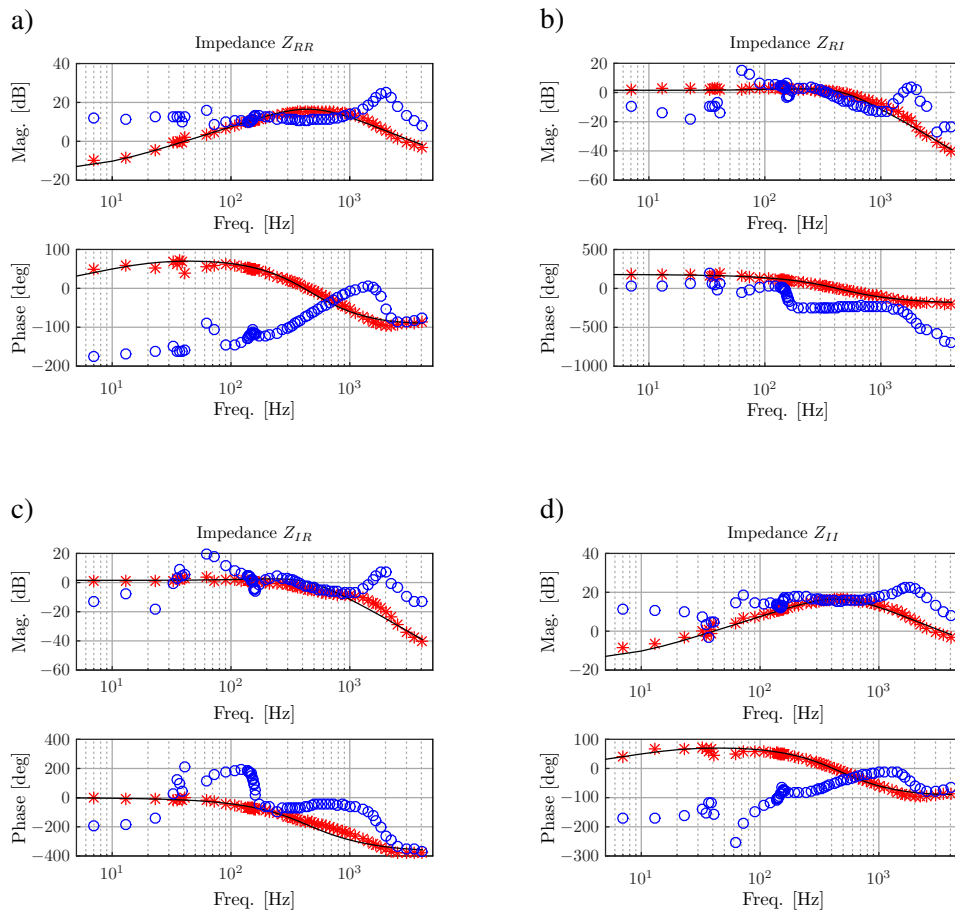 a)
Impedance Z_RR
Mag. [dB]
40
20
0
−20
10^1
10^2
10^3
Freq. [Hz]
Phase [deg]
100
0
−100
−200
10^1
10^2
10^3
Freq. [Hz]
b)
Impedance Z_RI
Mag. [dB]
20
0
−20
−40
−60
10^1
10^2
10^3
Freq. [Hz]
Phase [deg]
500
0
−500
−1000
10^1
10^2
10^3
Freq. [Hz]
c)
Impedance Z_IR
Mag. [dB]
20
0
−20
−40
−60
10^1
10^2
10^3
Freq. [Hz]
Phase [deg]
400
200
0
−200
−400
10^1
10^2
10^3
Freq. [Hz]
d)
Impedance Z_II
Mag. [dB]
40
20
0
−20
10^1
10^2
10^3
Freq. [Hz]
Phase [deg]
100
0
−100
−200
−300
10^1
10^2
10^3
Freq. [Hz]